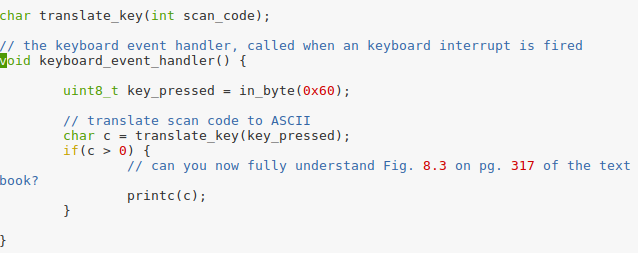 char translate_key(int scan_code);
// the keyboard event handler, called when an keyboard interrupt is fired
void keyboard_event_handler() {
uint8_t key_pressed = in_byte(0x60);
// translate scan code to ASCII
char c = translate_key(key_pressed);
if(c > 0) {
// can you now fully understand Fig. 8.3 on pg. 317 of the text
book?
printc(c);
}
}